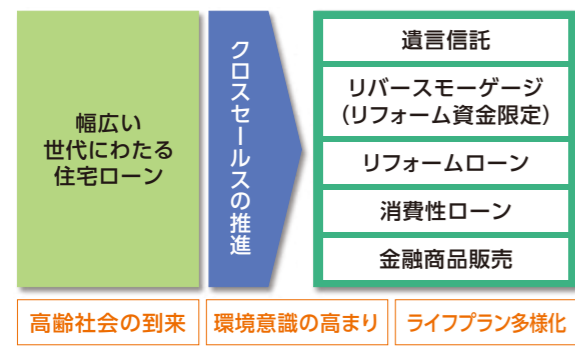 幅広い
世代にわたる
住宅ローン
クロスセールスの推進
遺言信託
リバースモーゲージ
（リフォーム資金限定）
リフォームローン
消費性ローン
金融商品販売
高齢社会の到来
環境意識の高まり
ライフプラン多様化